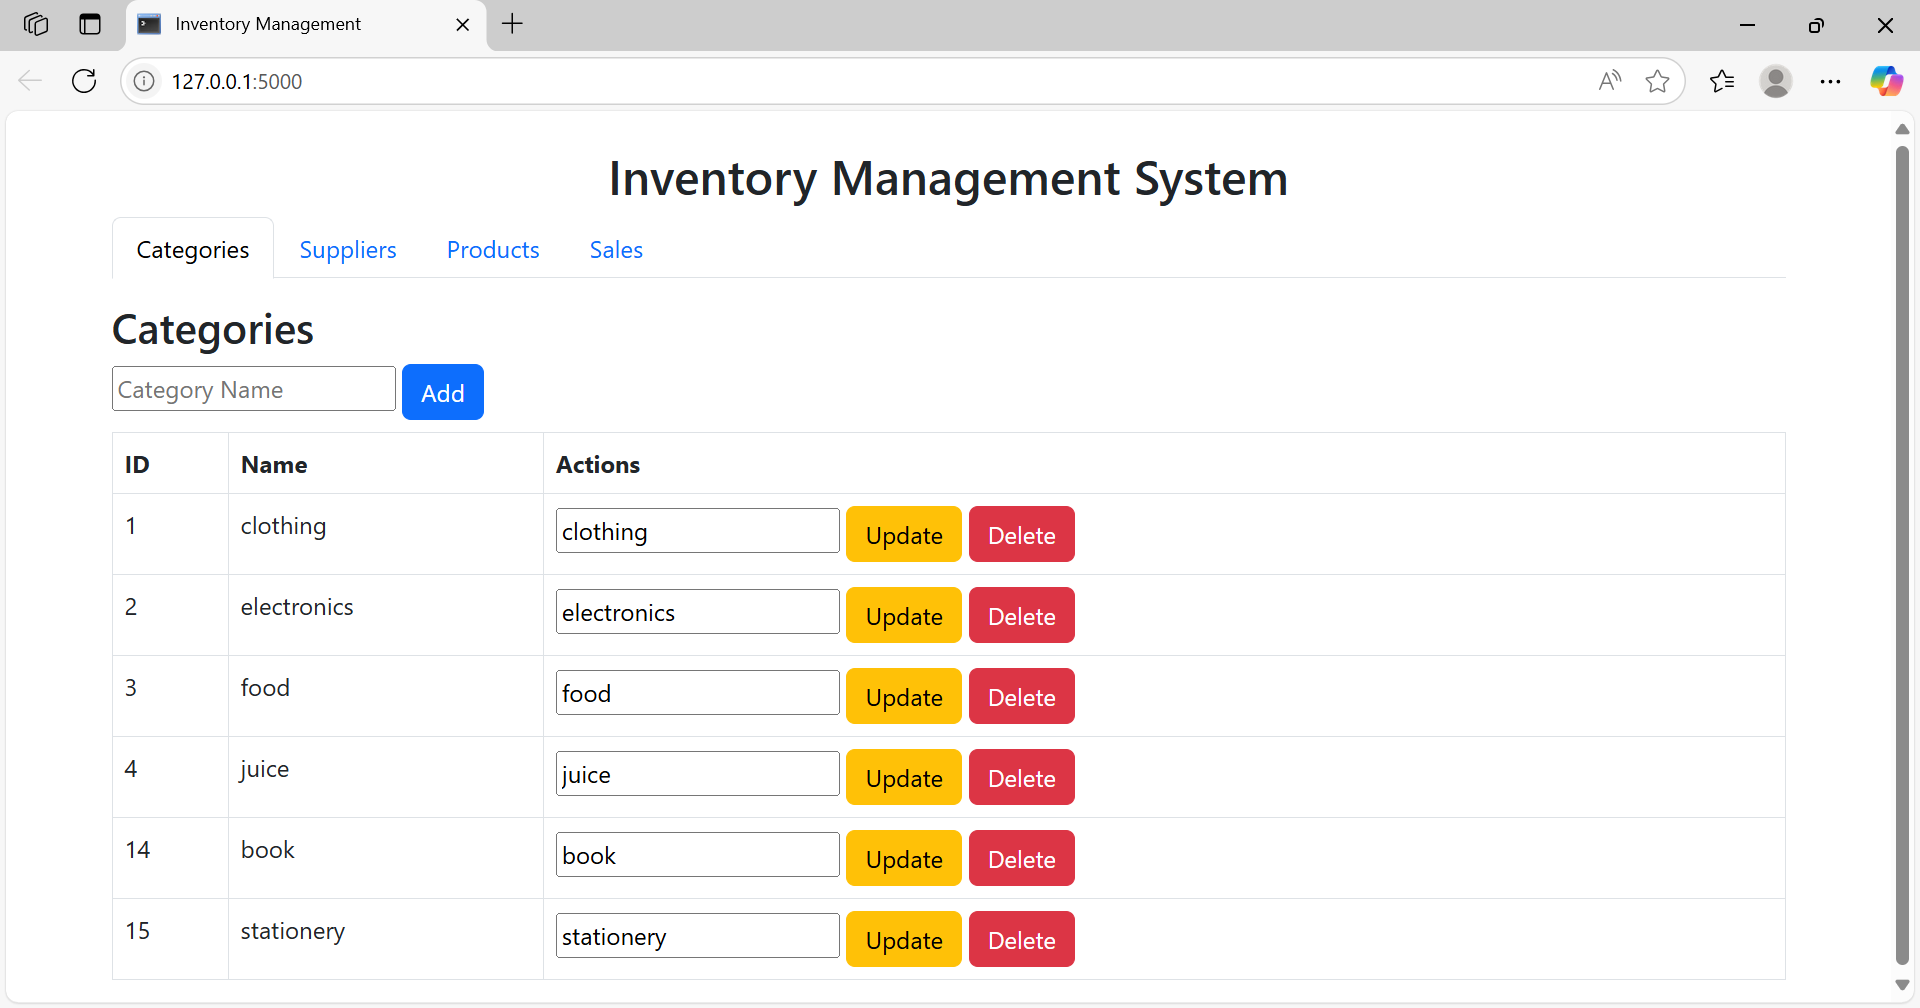 Inventory Management
127.0.0.1:5000
Inventory Management System
Categories Suppliers Products Sales
Categories
Category Name Add
ID Name Actions
1 clothing clothing Update Delete
2 electronics electronics Update Delete
3 food food Update Delete
4 juice juice Update Delete
14 book book Update Delete
15 stationery stationery Update Delete